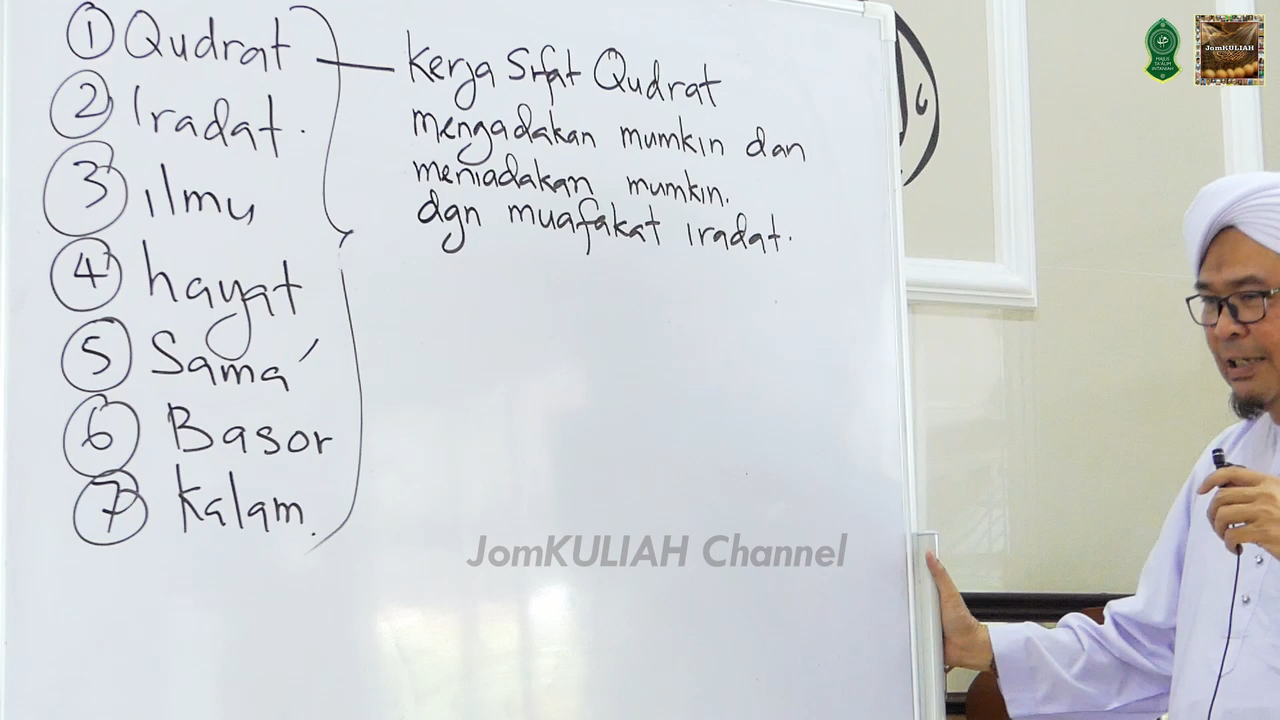 ① Qudrat
② Iradat.
③ ilmu
④ hayat
⑤ Sama'
⑥ Basor
⑦ Kalam.
Kerja Sifat Qudrat
mengadakan mumkin dan
meniadakan mumkin.
dgn muafakat iradat.
JomKULIAH Channel
JomKULIAH